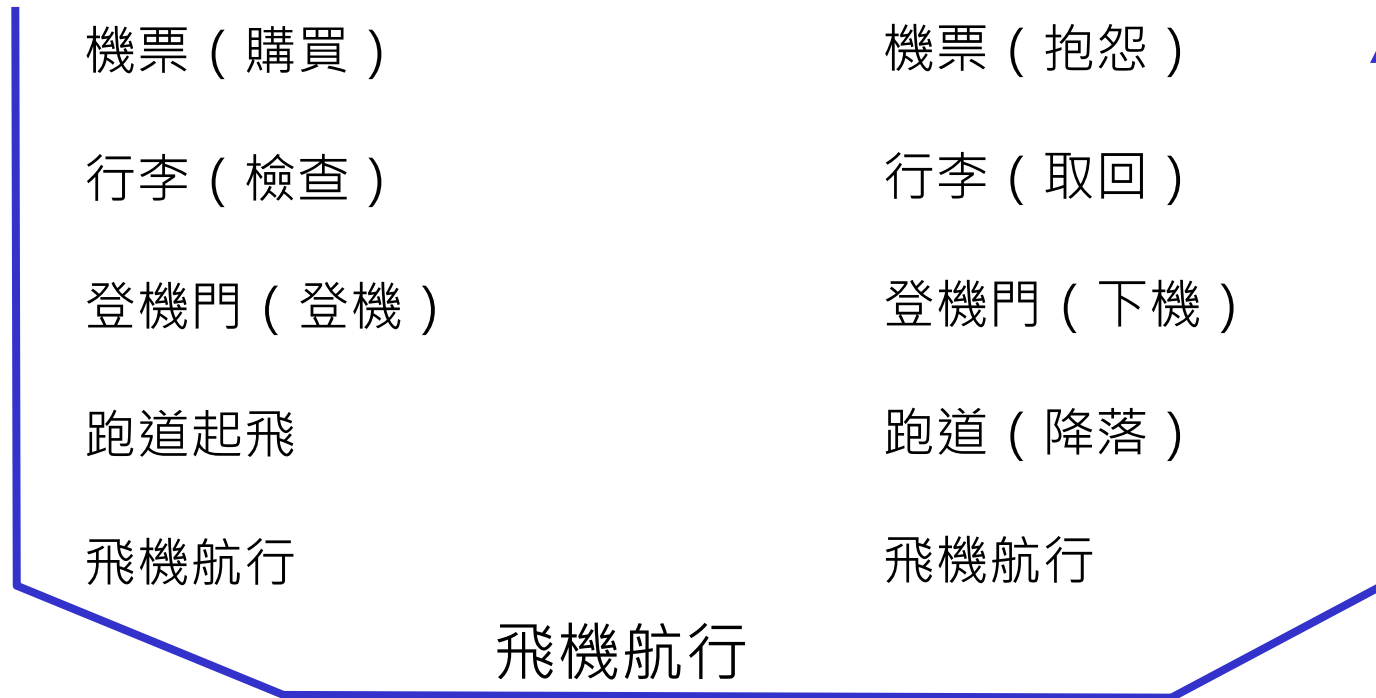 機票（購買）
機票（抱怨）
行李（檢查）
行李（取回）
登機門（登機）
登機門（下機）
跑道起飛
跑道（降落）
飛機航行
飛機航行
飛機航行